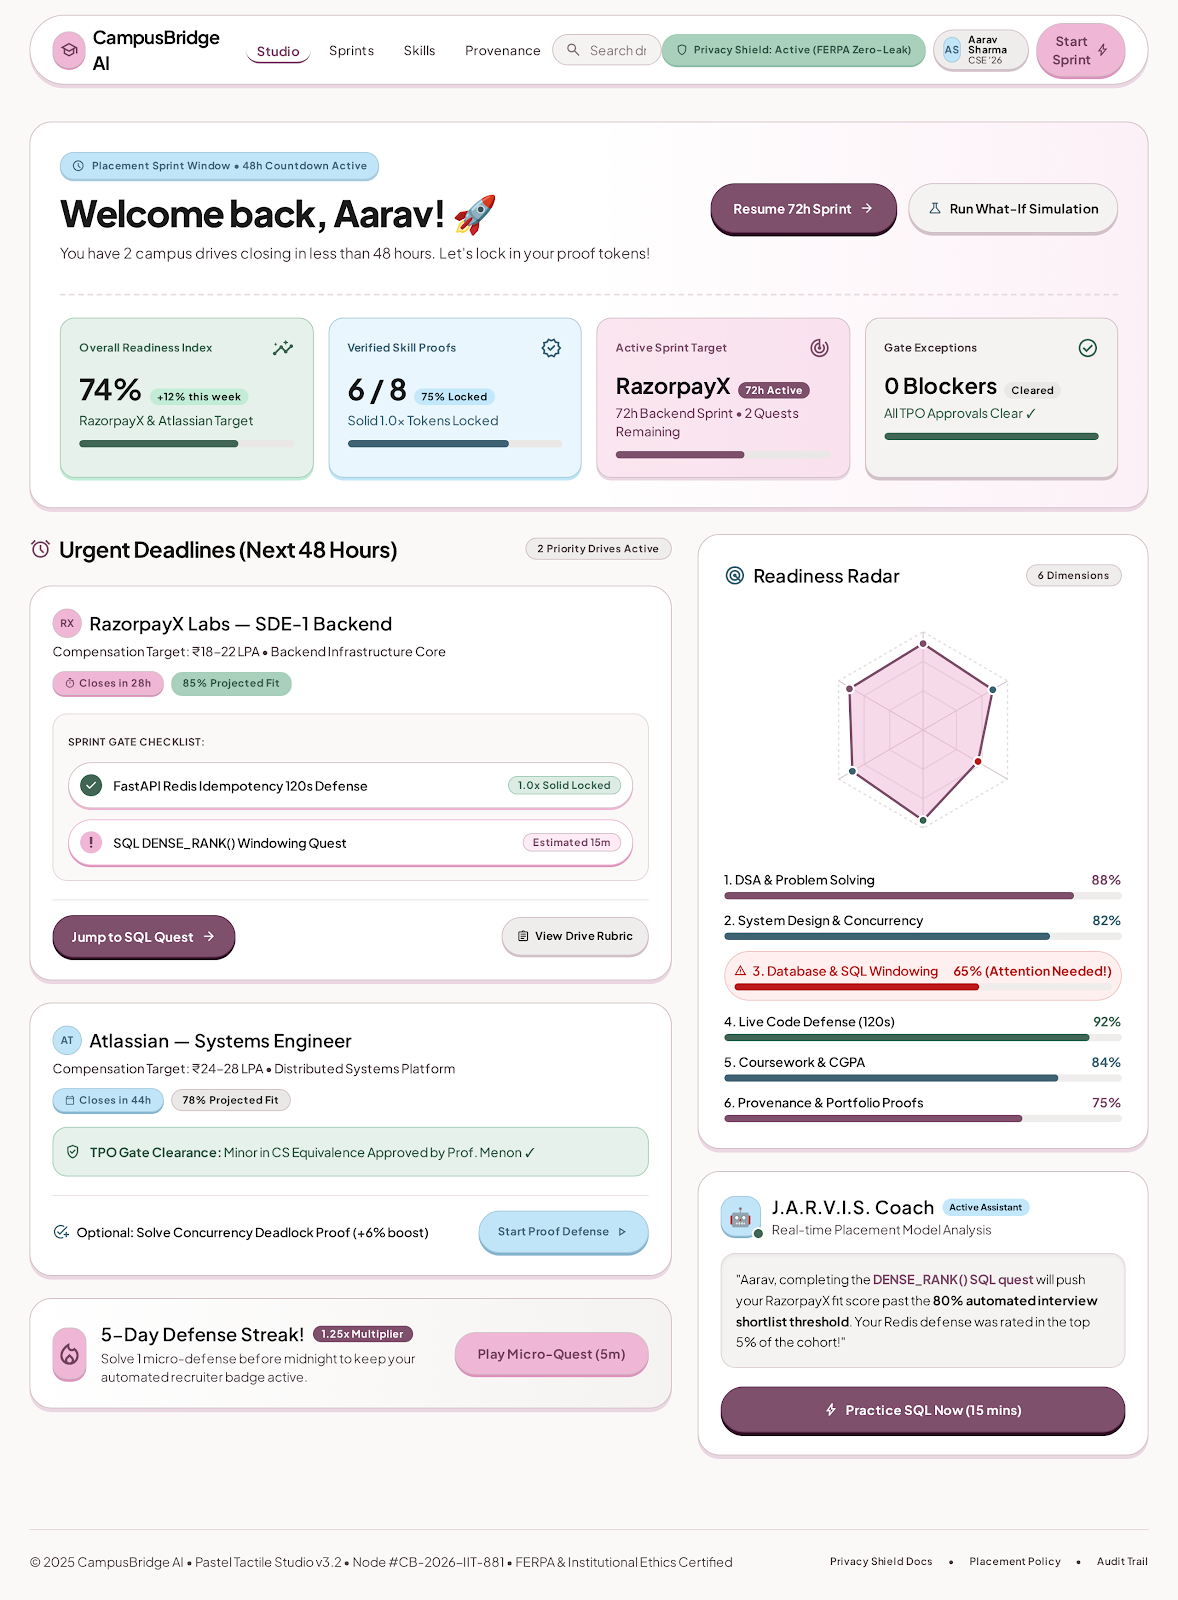 CampusBridge
AI
Studio
Sprints
Skills
Provenance
Search dr
Privacy Shield: Active (FERPA Zero-Leak)
AS
Aarav
Sharma
CSE '26
Start
Sprint
Placement Sprint Window • 48h Countdown Active
Welcome back, Aarav! 🚀
You have 2 campus drives closing in less than 48 hours. Let's lock in your proof tokens!
Resume 72h Sprint →
Run What-If Simulation
Overall Readiness Index
74% +12% this week
RazorpayX & Atlassian Target
Verified Skill Proofs
6 / 8 75% Locked
Solid 1.0x Tokens Locked
Active Sprint Target
RazorpayX 72h Active
72h Backend Sprint • 2 Quests
Remaining
Gate Exceptions
0 Blockers Cleared
All TPO Approvals Clear ✓
Urgent Deadlines (Next 48 Hours)
2 Priority Drives Active
RX
RazorpayX Labs — SDE-1 Backend
Compensation Target: ₹18-22 LPA • Backend Infrastructure Core
Closes in 28h
85% Projected Fit
SPRINT GATE CHECKLIST:
FastAPI Redis Idempotency 120s Defense
1.0x Solid Locked
! SQL DENSE_RANK() Windowing Quest
Estimated 15m
Jump to SQL Quest →
View Drive Rubric
AT
Atlassian — Systems Engineer
Compensation Target: ₹24-28 LPA • Distributed Systems Platform
Closes in 44h
78% Projected Fit
TPO Gate Clearance: Minor in CS Equivalence Approved by Prof. Menon ✓
Optional: Solve Concurrency Deadlock Proof (+6% boost)
Start Proof Defense
5-Day Defense Streak! 1.25x Multiplier
Solve 1 micro-defense before midnight to keep your
automated recruiter badge active.
Play Micro-Quest (5m)
Readiness Radar
6 Dimensions
1. DSA & Problem Solving 88%
2. System Design & Concurrency 82%
3. Database & SQL Windowing 65% (Attention Needed!)
4. Live Code Defense (120s) 92%
5. Coursework & CGPA 84%
6. Provenance & Portfolio Proofs 75%
J.A.R.V.I.S. Coach Active Assistant
Real-time Placement Model Analysis
"Aarav, completing the DENSE_RANK() SQL quest will push
your RazorpayX fit score past the 80% automated interview
shortlist threshold. Your Redis defense was rated in the top
5% of the cohort!"
Practice SQL Now (15 mins)
© 2025 CampusBridge AI • Pastel Tactile Studio v3.2 • Node #CB-2026-IIT-881 • FERPA & Institutional Ethics Certified
Privacy Shield Docs • Placement Policy • Audit Trail